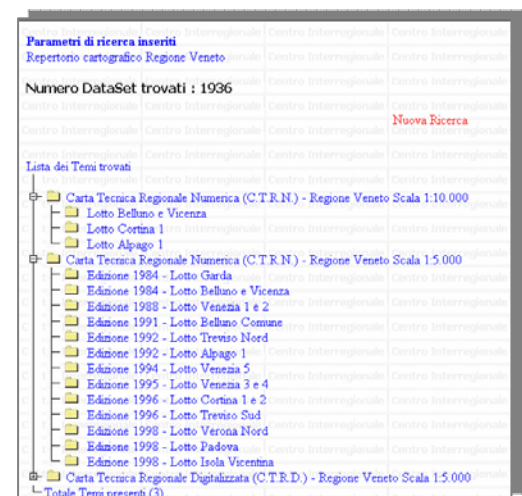 Parametri di ricerca inseriti
Repertorio cartografico Regione Veneto
Numero DataSet trovati : 1936
Nuova Ricerca
Lista dei Temi trovati
Carta Tecnica Regionale Numerica (C.T.R.N.) - Regione Veneto Scala 1:10.000
Lotto Belluno e Vicenza
Lotto Cortina 1
Lotto Alpago 1
Carta Tecnica Regionale Numerica (C.T.R.N.) - Regione Veneto Scala 1:5.000
Edizione 1984 - Lotto Garda
Edizione 1984 - Lotto Belluno e Vicenza
Edizione 1988 - Lotto Venezia 1 e 2
Edizione 1991 - Lotto Belluno Comune
Edizione 1992 - Lotto Treviso Nord
Edizione 1992 - Lotto Alpago 1
Edizione 1994 - Lotto Venezia 5
Edizione 1995 - Lotto Venezia 3 e 4
Edizione 1996 - Lotto Cortina 1 e 2
Edizione 1996 - Lotto Treviso Sud
Edizione 1998 - Lotto Verona Nord
Edizione 1998 - Lotto Padova
Edizione 1998 - Lotto Isola Vicentina
Carta Tecnica Regionale Digitalizzata (C.T.R.D.) - Regione Veneto Scala 1:5.000
Totale Temi presenti (3)